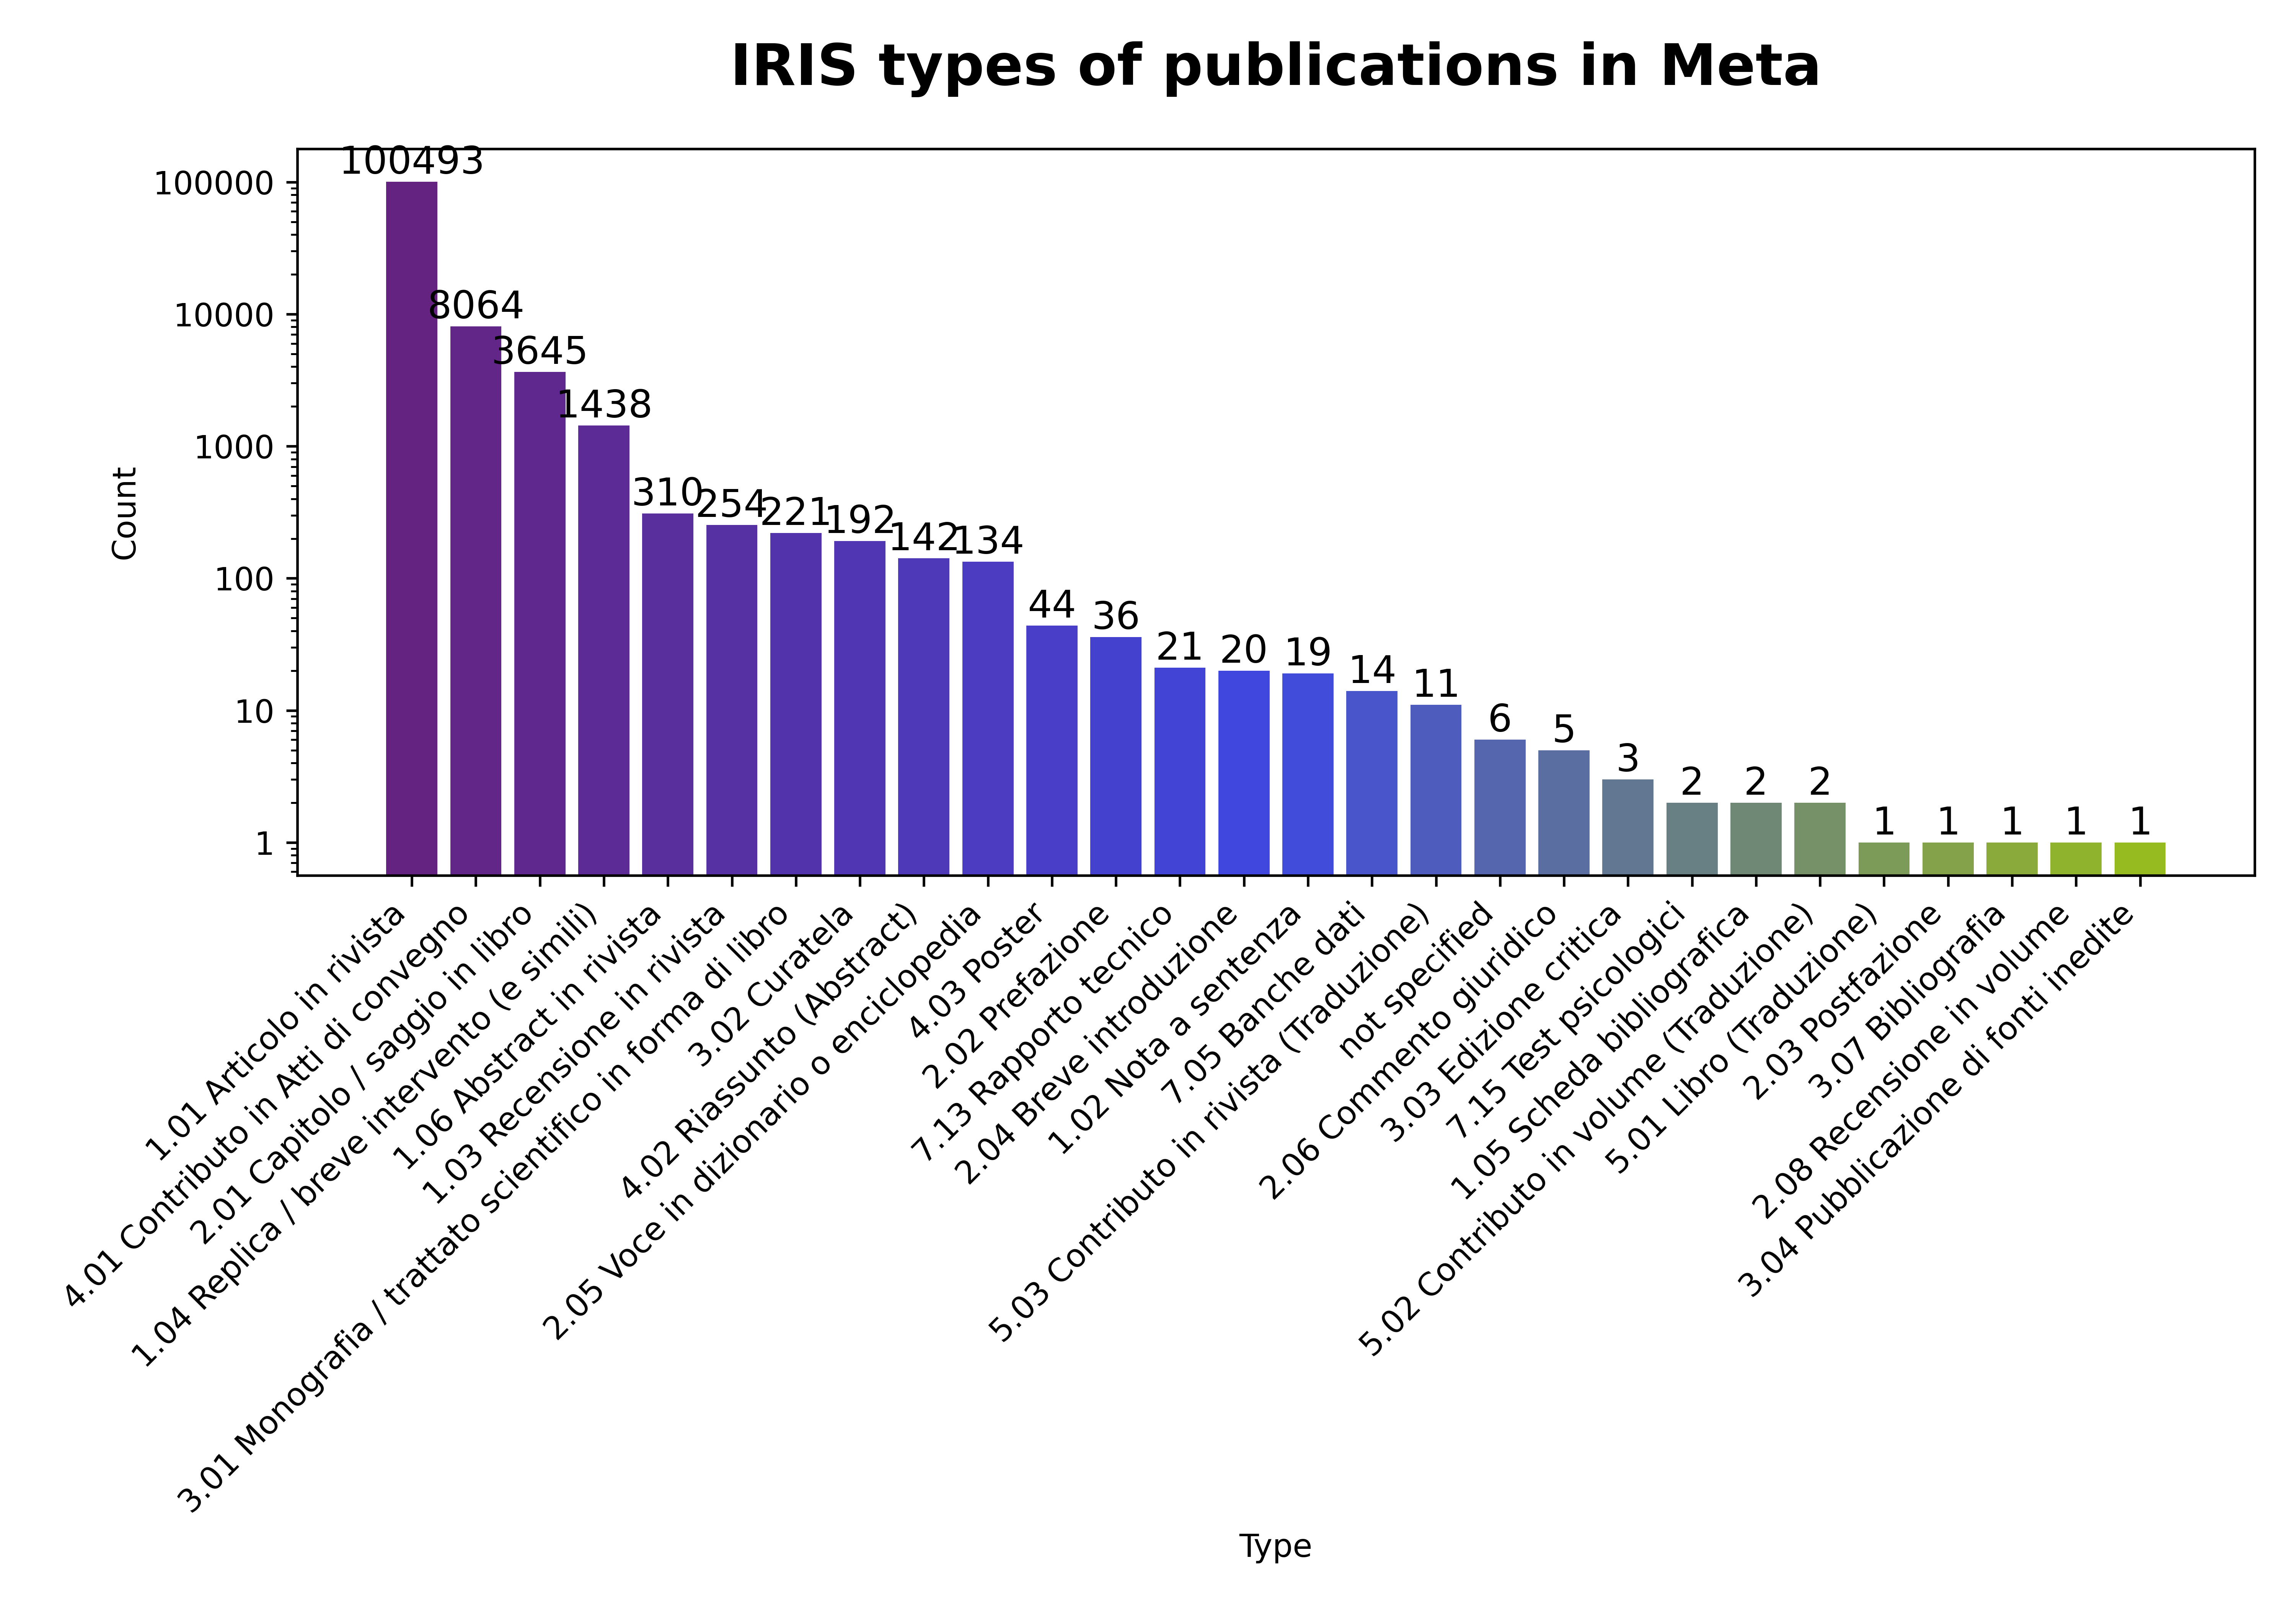 IRIS types of publications in Meta
Count
100000
10000
1000
100
10
1
100493
8064
3645
1438
310
254
221
192
142
134
44
36
21
20
19
14
11
6
5
3
2
2
2
1
1
1
1
1
1.01 Articolo in rivista
4.01 Contributo in Atti di convegno
2.01 Capitolo / saggio in libro
1.04 Replica / breve intervento (e simili)
1.06 Abstract in rivista
1.03 Recensione in rivista
3.01 Monografia / trattato scientifico in forma di libro
3.02 Curatela
4.02 Riassunto (Abstract)
2.05 Voce in dizionario o enciclopedia
4.03 Poster
2.02 Prefazione
7.13 Rapporto tecnico
2.04 Breve introduzione
1.02 Nota a sentenza
7.05 Banche dati
5.03 Contributo in rivista (Traduzione)
not specified
2.06 Commento giuridico
3.03 Edizione critica
7.15 Test psicologici
1.05 Scheda bibliografica
5.02 Contributo in volume (Traduzione)
5.01 Libro (Traduzione)
2.03 Postfazione
3.07 Bibliografia
2.08 Recensione in volume
3.04 Pubblicazione di fonti inedite
Type